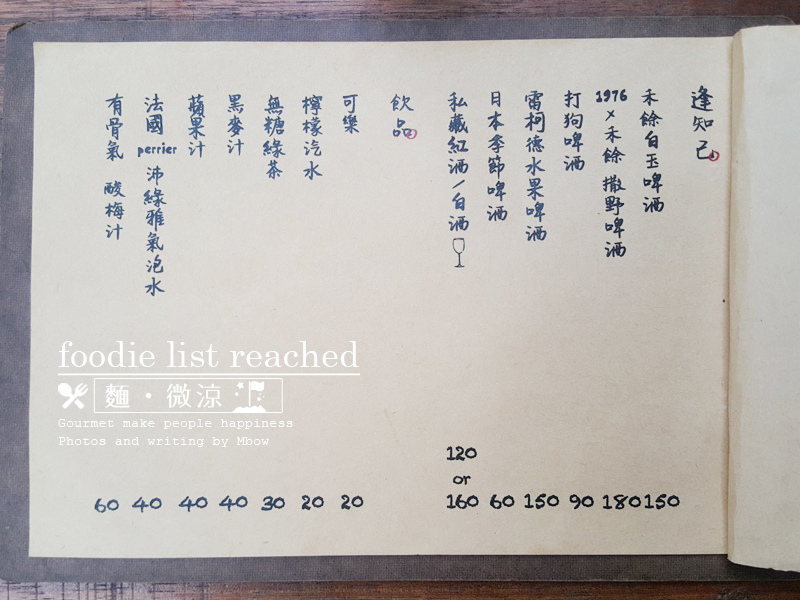 逢知己
禾餘白玉啤酒 150
1976×禾餘 撒野啤酒 180
打狗啤酒 90
雷柯德水果啤酒 150
日本季節啤酒 60
私藏紅酒/白酒 120 or 160
飲品
可樂 20
檸檬汽水 20
無糖綠茶 30
黑麥汁 40
蘋果汁 40
法國 perrier 沛綠雅氣泡水 40
有骨氣 酸梅汁 60
foodie list reached
麵·微涼
Gourmet make people happiness
Photos and writing by Mbow